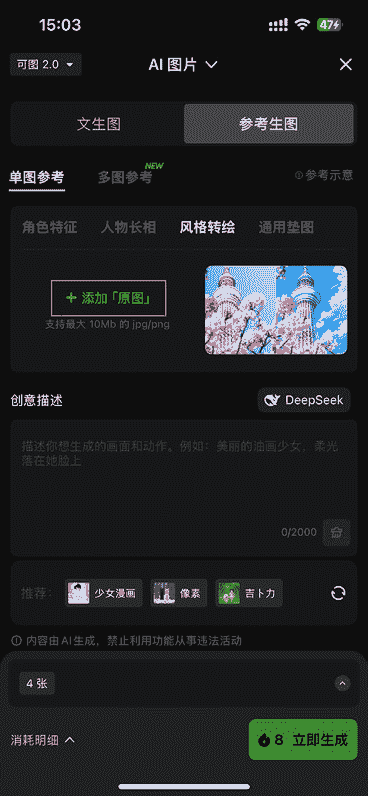 15:03
47
可图 2.0
AI 图片
文生图
参考生图
单图参考
多图参考
NEW
参考示意
角色特征
人物长相
风格转绘
通用垫图
+ 添加「原图」
支持最大 10Mb 的 jpg/png
创意描述
DeepSeek
描述你想生成的画面和动作。例如：美丽的油画少女，柔光
落在她脸上
0/2000
推荐：
少女漫画
像素
吉卜力
内容由AI生成，禁止利用功能从事违法活动
4 张
消耗明细
8 立即生成